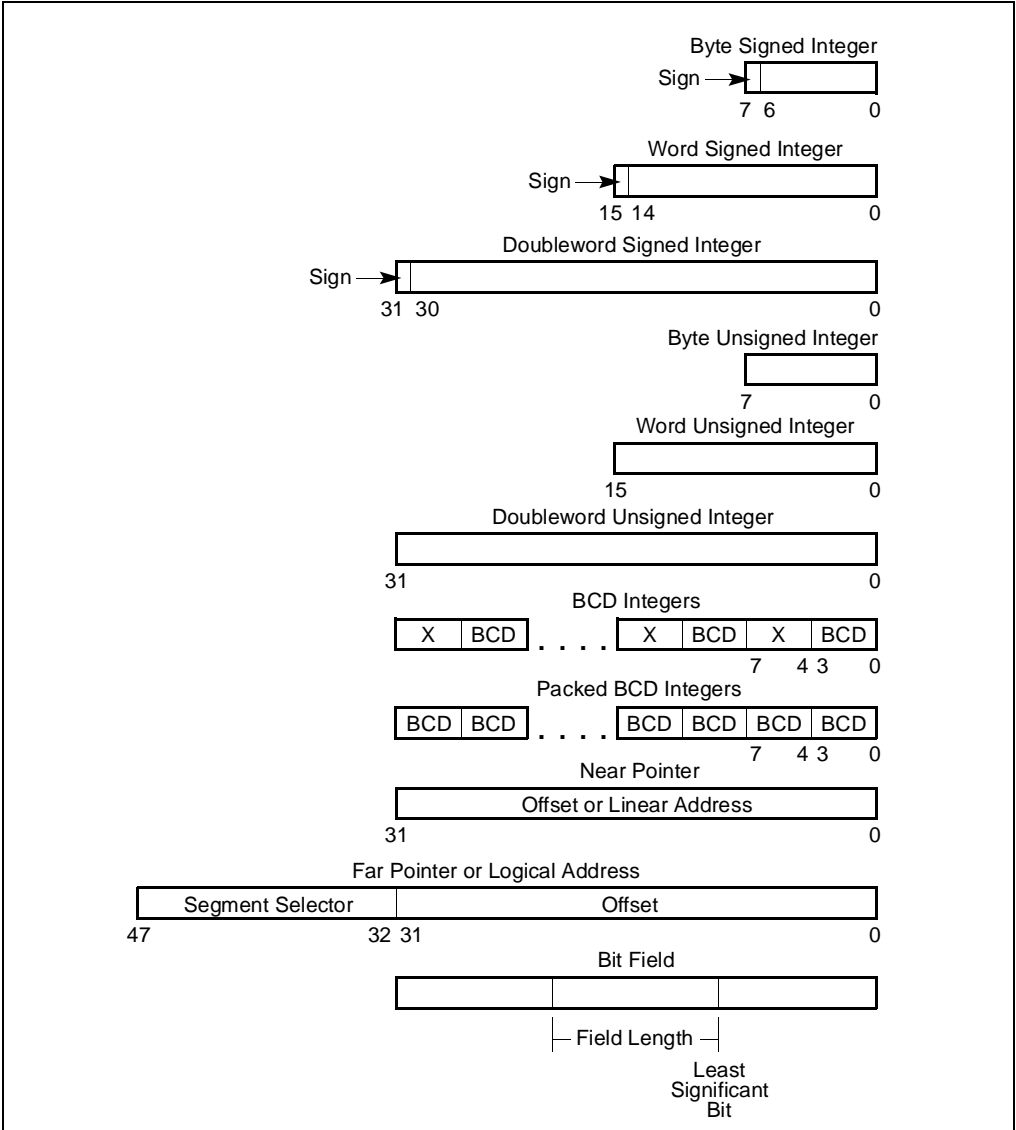 Byte Signed Integer
Sign
7 6 0
Word Signed Integer
Sign
15 14 0
Doubleword Signed Integer
Sign
31 30 0
Byte Unsigned Integer
7 0
Word Unsigned Integer
15 0
Doubleword Unsigned Integer
31 0
BCD Integers
X BCD . . . . X BCD X BCD
7 4 3 0
Packed BCD Integers
BCD BCD . . . . BCD BCD BCD BCD
7 4 3 0
Near Pointer
Offset or Linear Address
31 0
Far Pointer or Logical Address
Segment Selector Offset
47 32 31 0
Bit Field
Field Length
Least
Significant
Bit